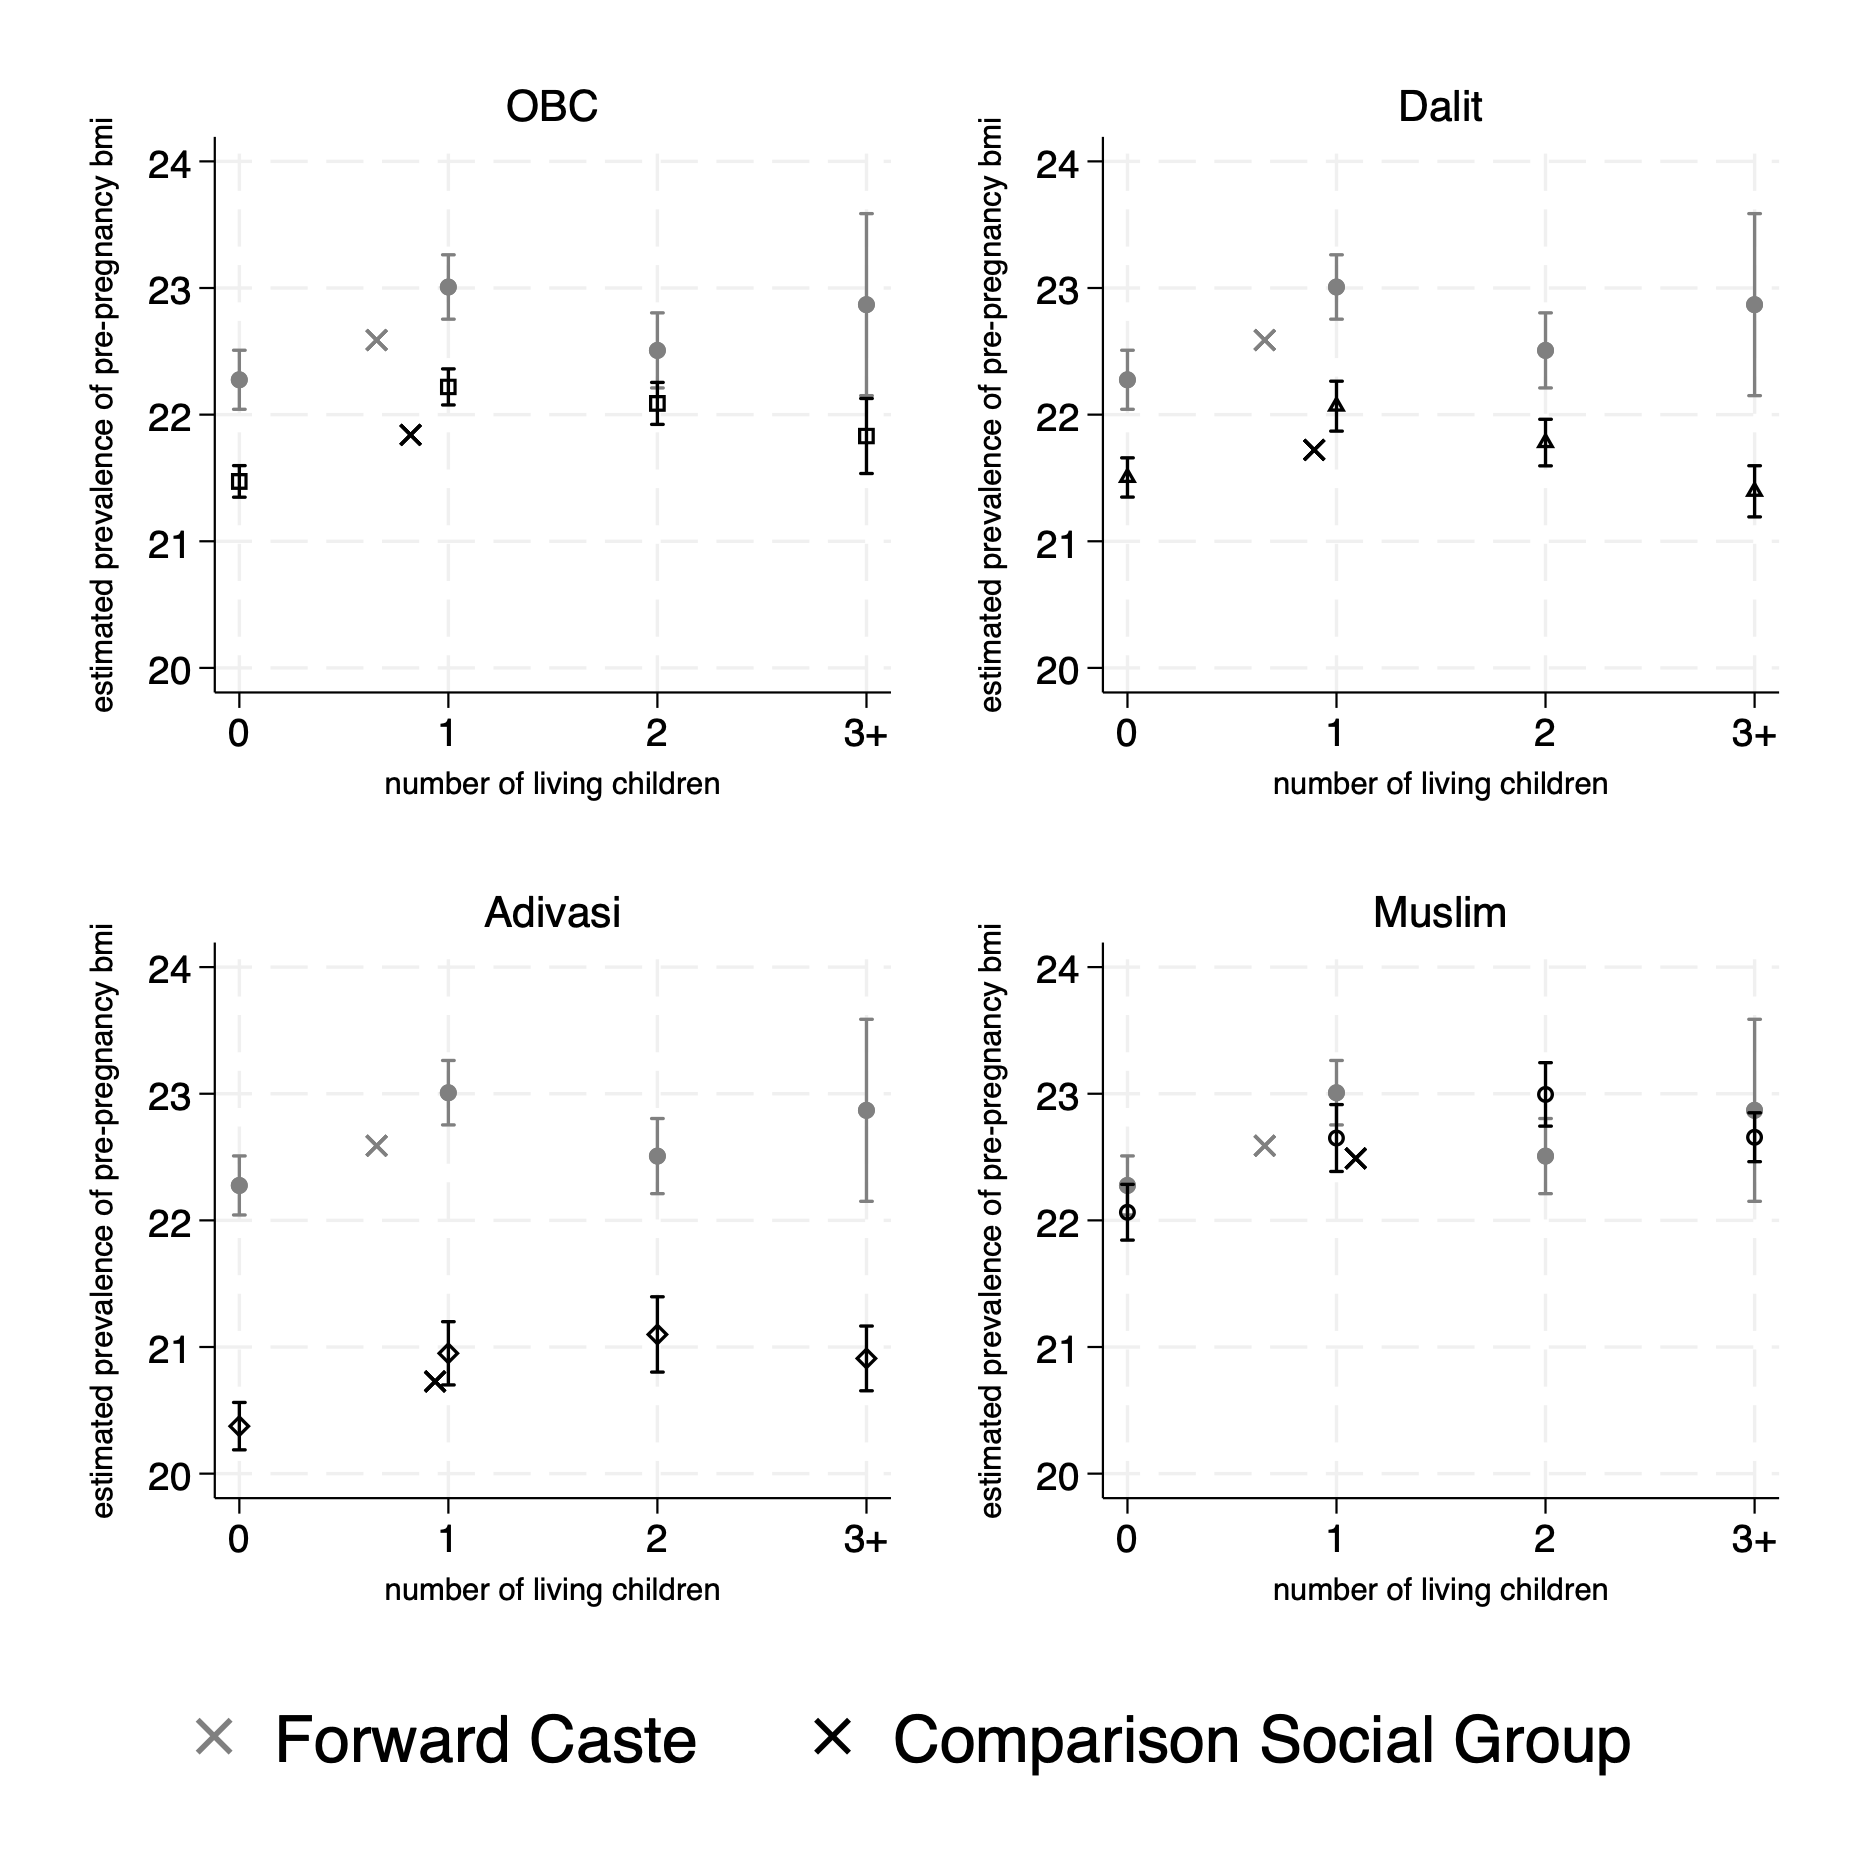 OBC
estimated prevalence of pre-pregnancy bmi
24
23
22
21
20
0 1 2 3+
number of living children
Dalit
estimated prevalence of pre-pregnancy bmi
24
23
22
21
20
0 1 2 3+
number of living children
Adivasi
estimated prevalence of pre-pregnancy bmi
24
23
22
21
20
0 1 2 3+
number of living children
Muslim
estimated prevalence of pre-pregnancy bmi
24
23
22
21
20
0 1 2 3+
number of living children
Forward Caste
Comparison Social Group